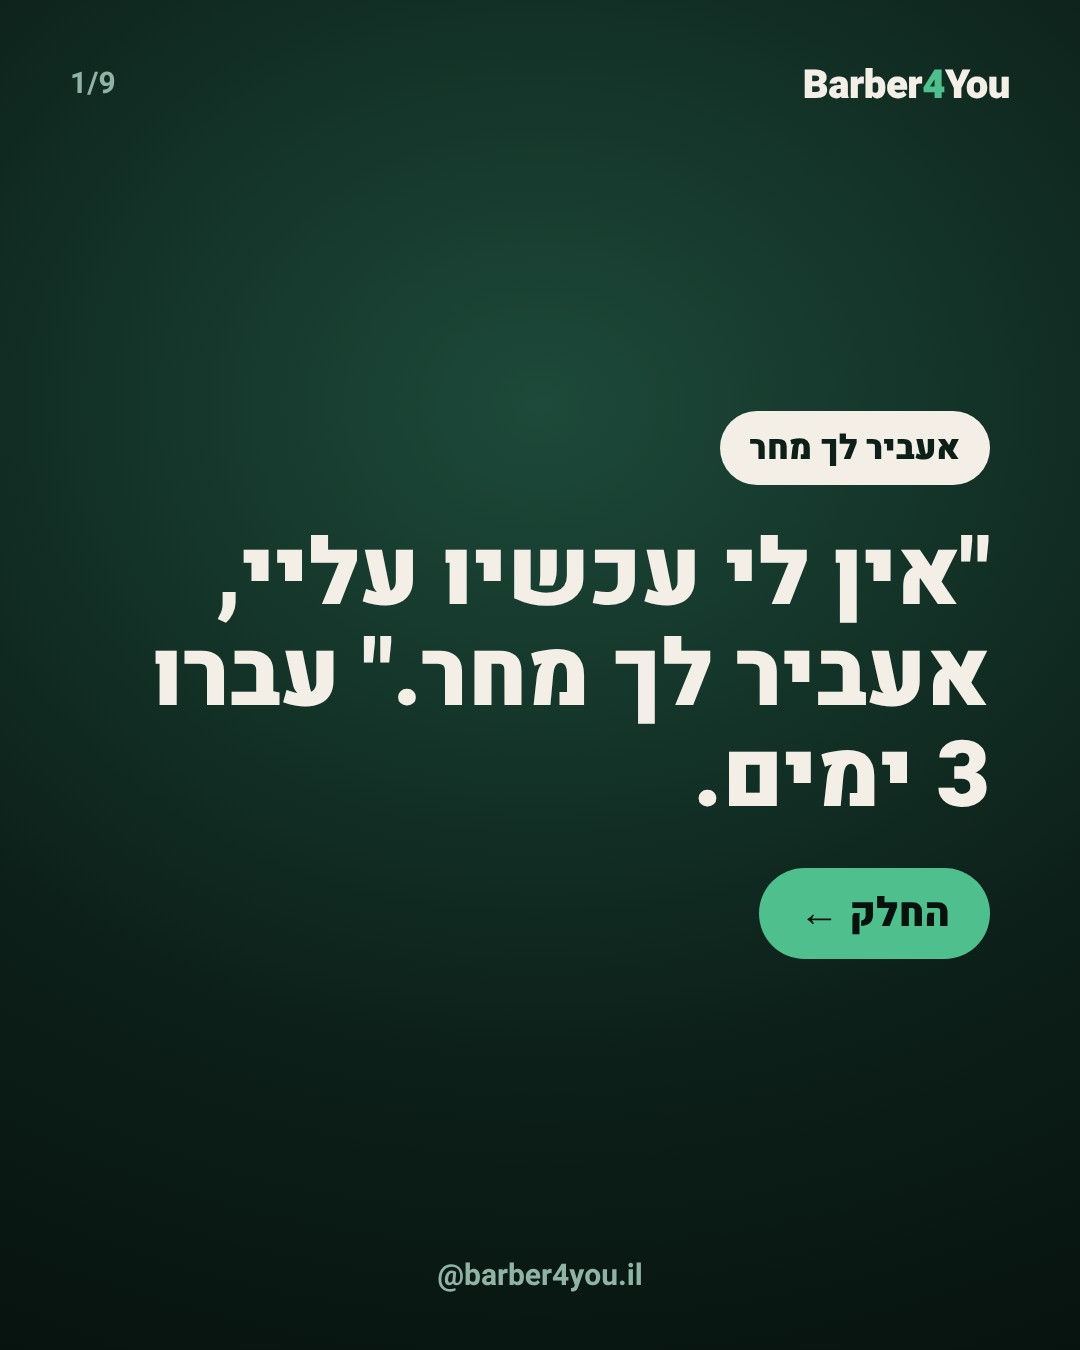 Barber4You
1/9
אעביר לך מחר
"אין לי עכשיו עליי,
אעביר לך מחר." עברו
3 ימים.
החלק ←
@barber4you.il